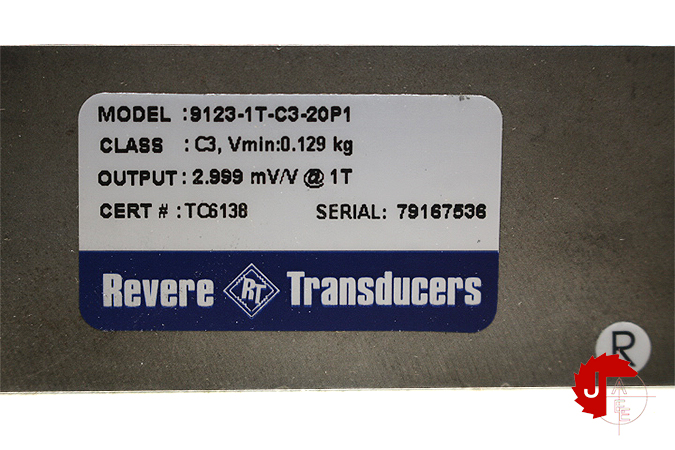 MODEL :9123-1T-C3-20P1
CLASS : C3, Vmin:0.129 kg
OUTPUT: 2.999 mV/V @ 1T
CERT # : TC6138 SERIAL: 79167536
Revere RT Transducers
R
J A E E